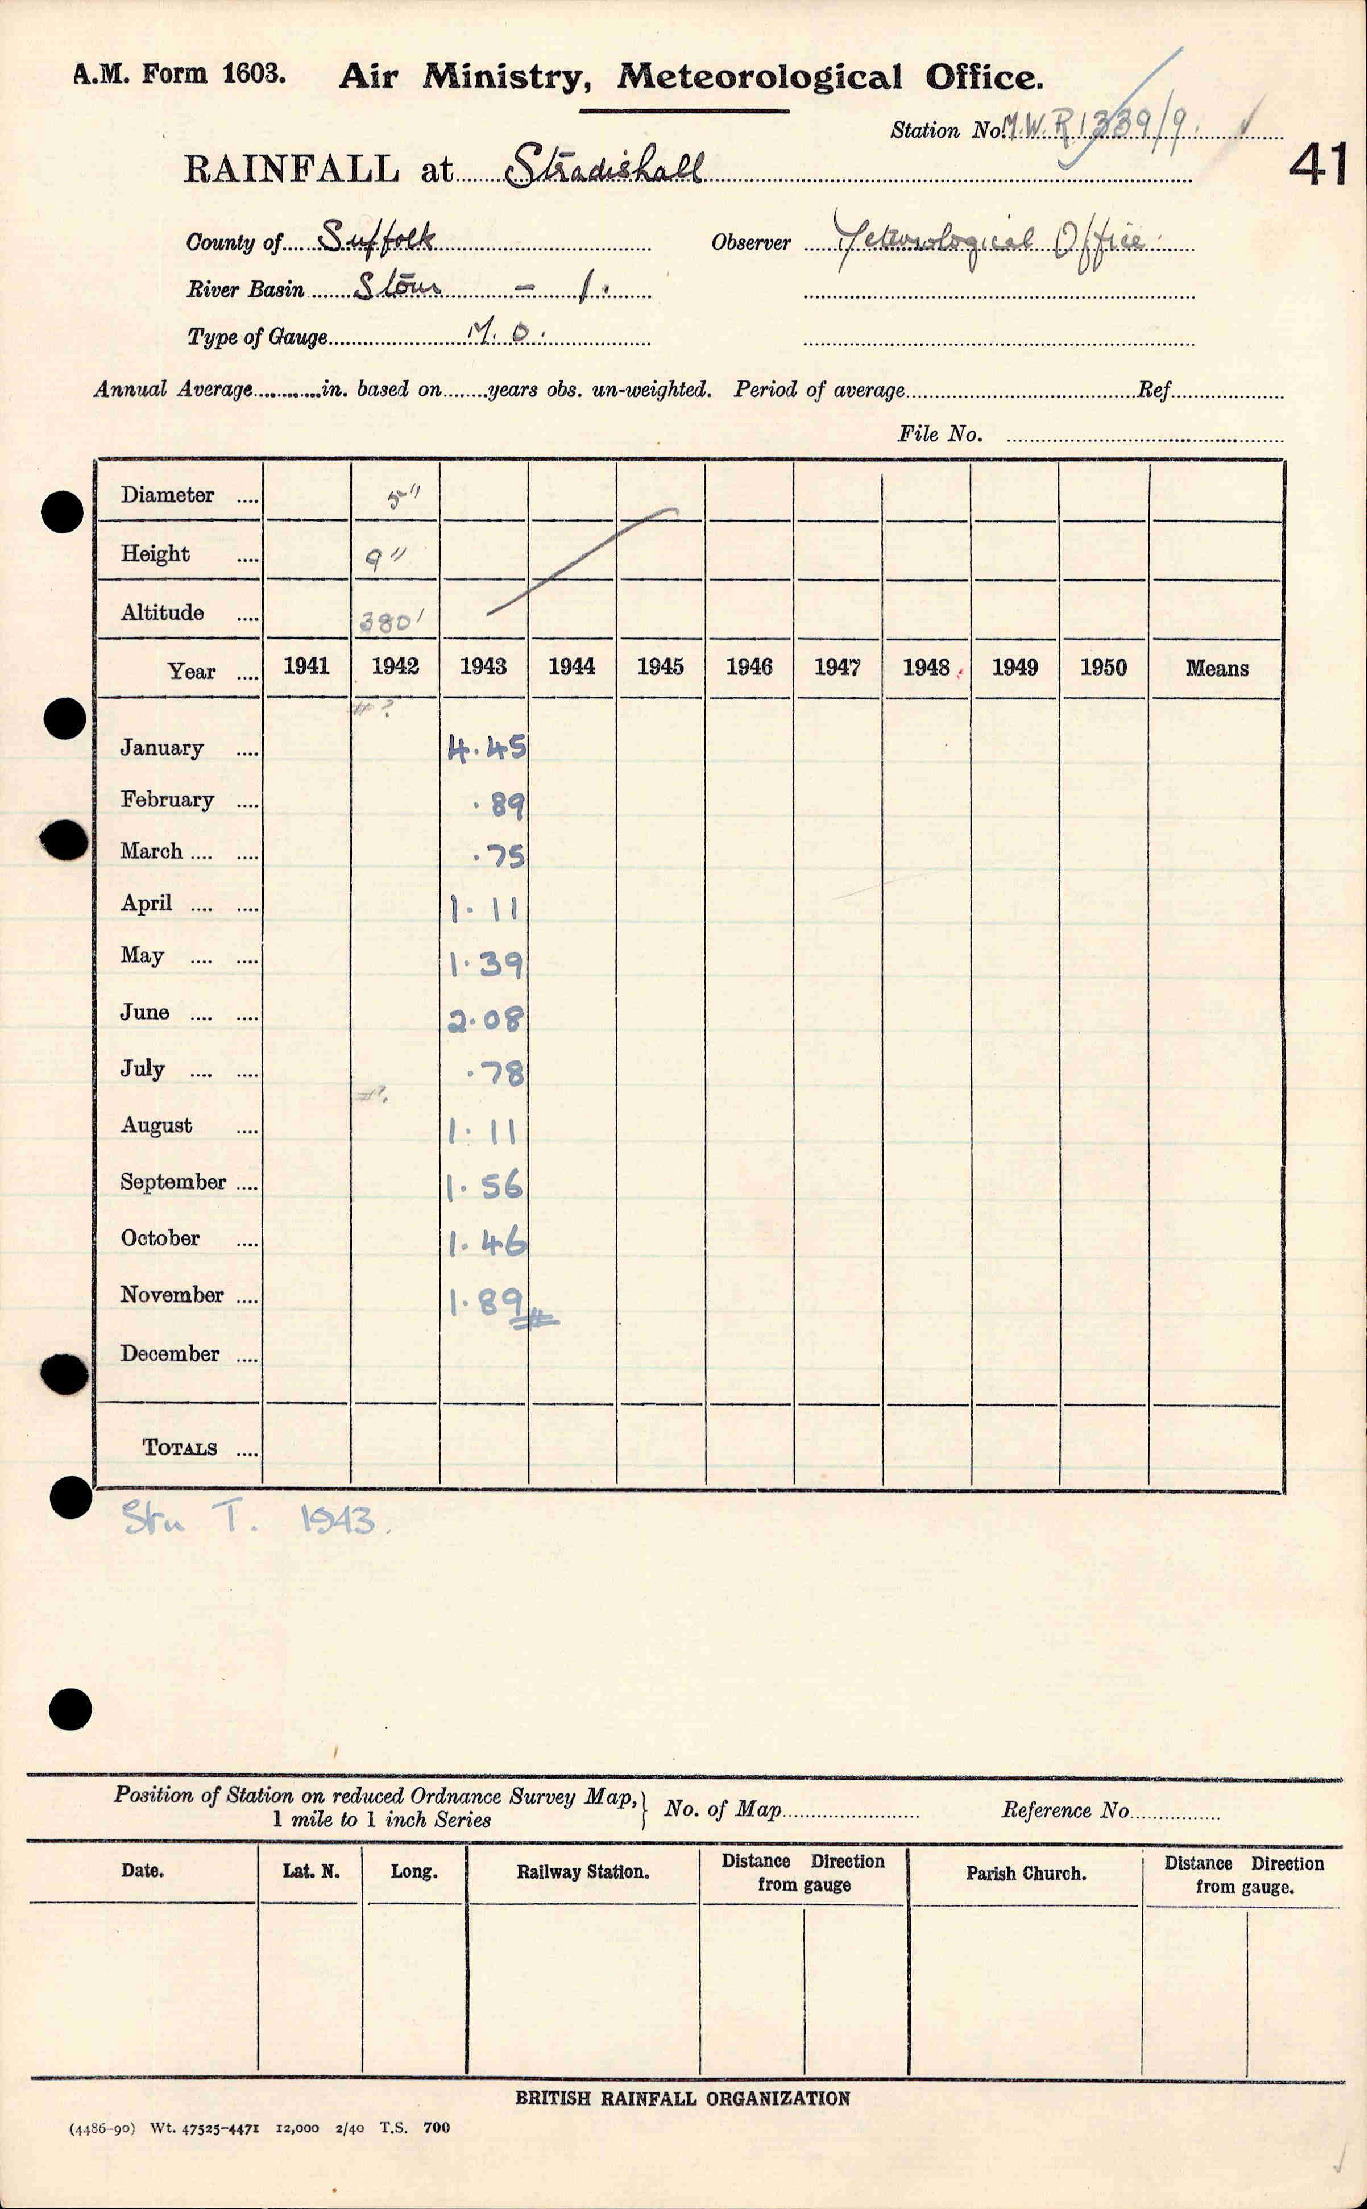 A.M. Form 1603. Air Ministry, Meteorological Office.
Station No. M.W.R. 1339/9.
41
RAINFALL at Stradishall
County of Suffolk Observer Meteorological Office.
River Basin Stour - 1.
Type of Gauge M.O.
Annual Average in. based on years obs. un-weighted. Period of average Ref.
File No.
Diameter 5"
Height 9"
Altitude 380'
Year 1941 1942 1943 1944 1945 1946 1947 1948 1949 1950 Means
#?
January 4.45
February .89
March .75
April 1.11
May 1.39
June 2.08
July .78
#?
August 1.11
September 1.56
October 1.46
November 1.89 #
December
TOTALS
Stn T. 1943.
Position of Station on reduced Ordnance Survey Map, 1 mile to 1 inch Series } No. of Map Reference No.
Date. Lat. N. Long. Railway Station. Distance Direction from gauge Parish Church. Distance Direction from gauge.
BRITISH RAINFALL ORGANIZATION
(4486-90) Wt. 47525-4471 12,000 2/40 T.S. 700